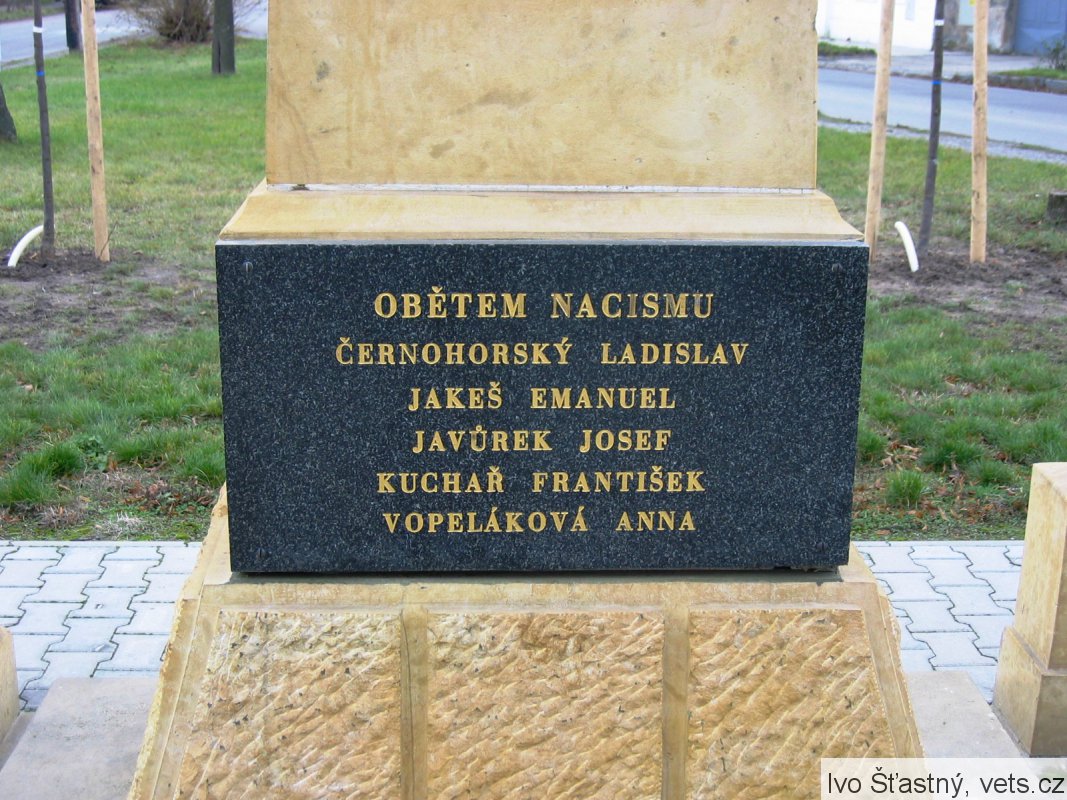 OBĚTEM NACISMU
ČERNOHORSKÝ LADISLAV
JAKEŠ EMANUEL
JAVŮREK JOSEF
KUCHAŘ FRANTIŠEK
VOPELÁKOVÁ ANNA
Ivo Šťastný, vets.cz